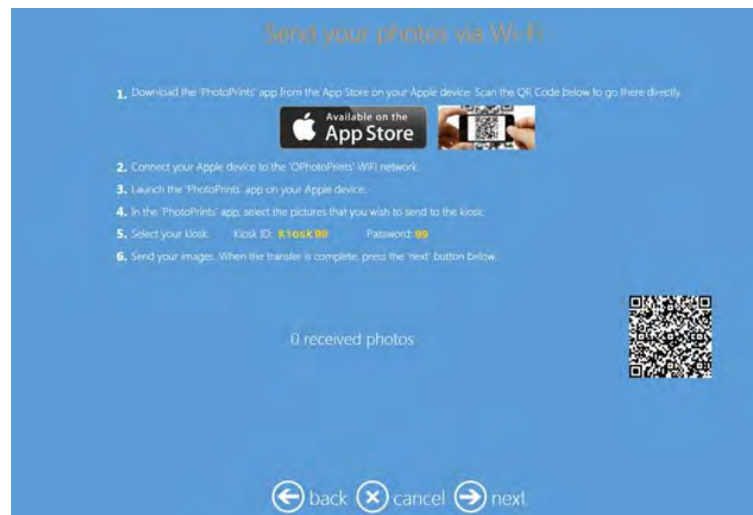 Send your photos via Wi-Fi
1. Download the 'PhotoPrints' app from the App Store on your Apple device. Scan the QR Code below to go there directly.
Available on the
App Store
2. Connect your Apple device to the 'OPhotoPrints' WiFi network.
3. Launch the 'PhotoPrints' app on your Apple device.
4. In the 'PhotoPrints' app, select the pictures that you wish to send to the kiosk.
5. Select your kiosk: Kiosk ID: Kiosk99 Password: 99
6. Send your images. When the transfer is complete, press the 'next' button below.
0 received photos
back cancel next